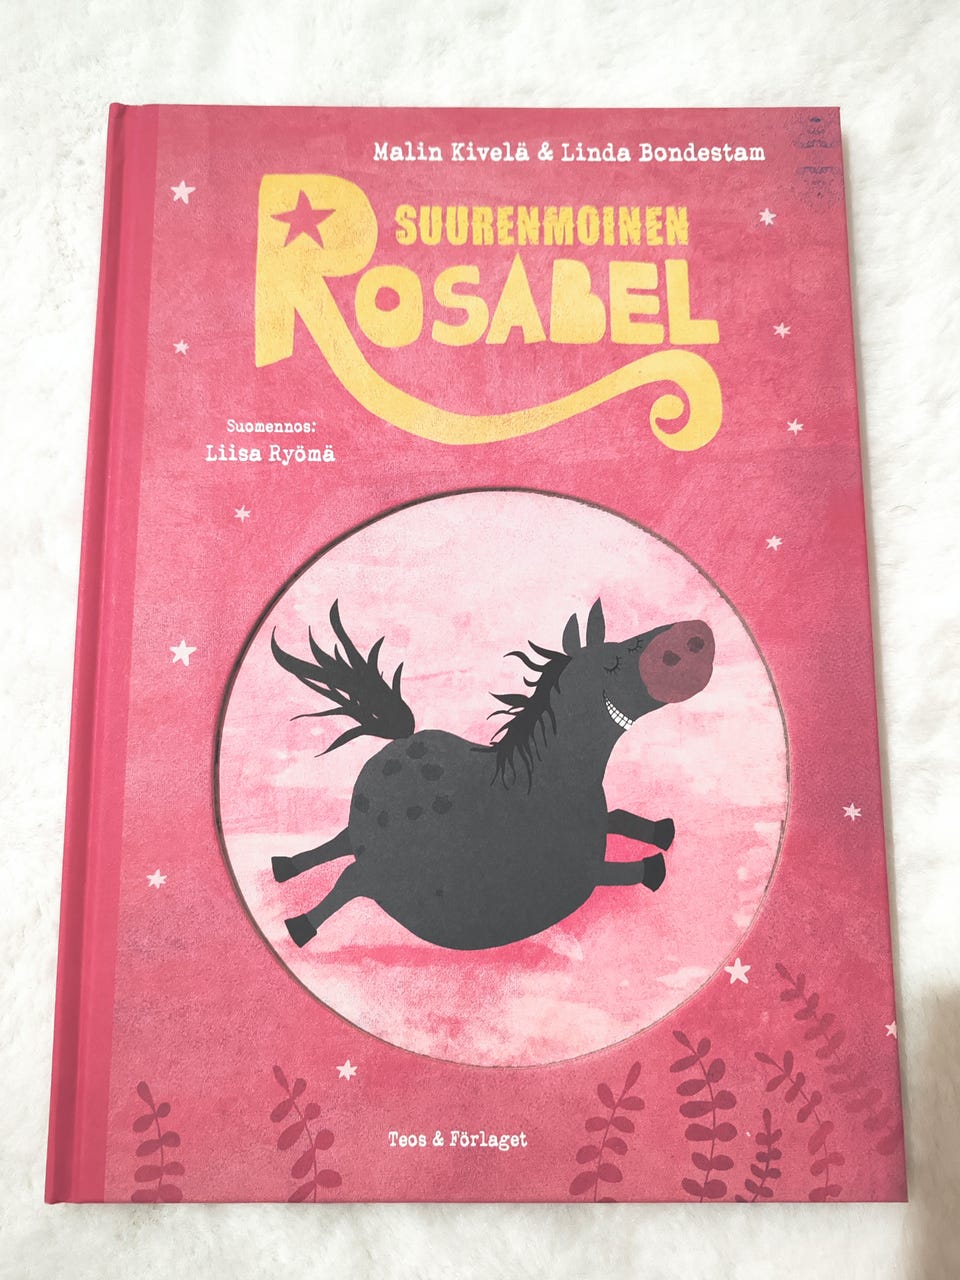 Malin Kivelä & Linda Bondestam
SUURENMOINEN
ROSABEL
Suomennos:
Liisa Ryömä
Teos & Förlaget